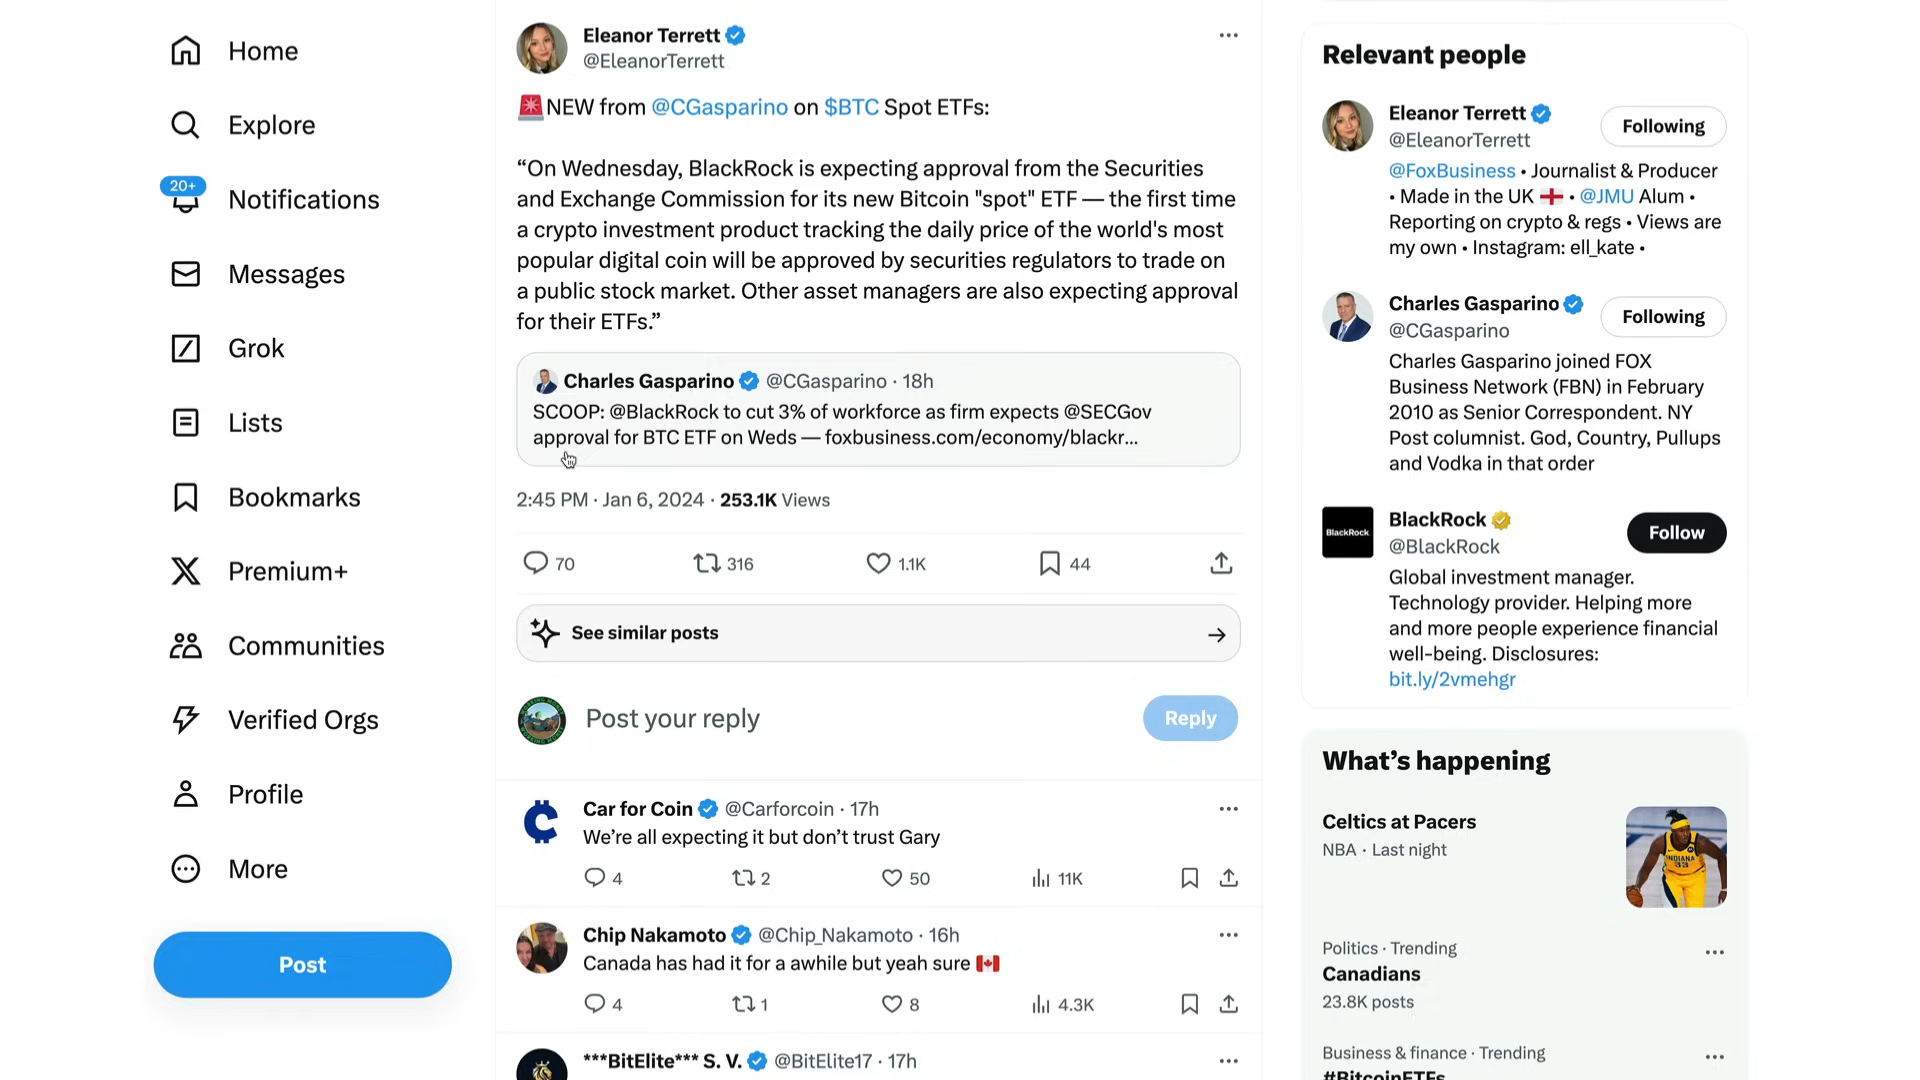 Home
Explore
20+
Notifications
Messages
Grok
Lists
Bookmarks
Premium+
Communities
Verified Orgs
Profile
More
Post
Eleanor Terrett
@EleanorTerrett
NEW from @CGasparino on $BTC Spot ETFs:
“On Wednesday, BlackRock is expecting approval from the Securities
and Exchange Commission for its new Bitcoin "spot" ETF — the first time
a crypto investment product tracking the daily price of the world's most
popular digital coin will be approved by securities regulators to trade on
a public stock market. Other asset managers are also expecting approval
for their ETFs.”
Charles Gasparino @CGasparino · 18h
SCOOP: @BlackRock to cut 3% of workforce as firm expects @SECGov
approval for BTC ETF on Weds — foxbusiness.com/economy/blackr...
2:45 PM · Jan 6, 2024 · 253.1K Views
70 316 1.1K 44
See similar posts
Post your reply
Reply
Car for Coin @Carforcoin · 17h
We’re all expecting it but don’t trust Gary
4 2 50 11K
Chip Nakamoto @Chip_Nakamoto · 16h
Canada has had it for a awhile but yeah sure
4 1 8 4.3K
***BitElite*** S. V. @BitElite17 · 17h
Relevant people
Eleanor Terrett
@EleanorTerrett
Following
@FoxBusiness • Journalist & Producer
• Made in the UK • @JMU Alum •
Reporting on crypto & regs • Views are
my own • Instagram: ell_kate •
Charles Gasparino
@CGasparino
Following
Charles Gasparino joined FOX
Business Network (FBN) in February
2010 as Senior Correspondent. NY
Post columnist. God, Country, Pullups
and Vodka in that order
BlackRock
BlackRock
@BlackRock
Follow
Global investment manager.
Technology provider. Helping more
and more people experience financial
well-being. Disclosures:
bit.ly/2vmehgr
What’s happening
Celtics at Pacers
NBA · Last night
INDIANA
33
Politics · Trending
Canadians
23.8K posts
Business & finance · Trending
#BitcoinETFs